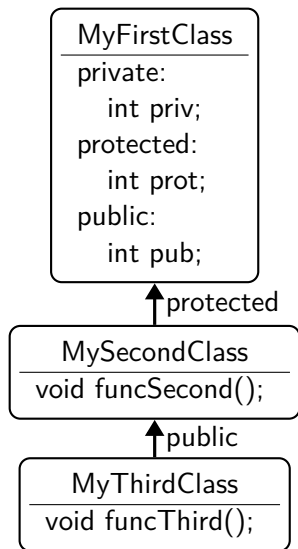 MyFirstClass
private:
int priv;
protected:
int prot;
public:
int pub;
protected
MySecondClass
void funcSecond();
public
MyThirdClass
void funcThird();